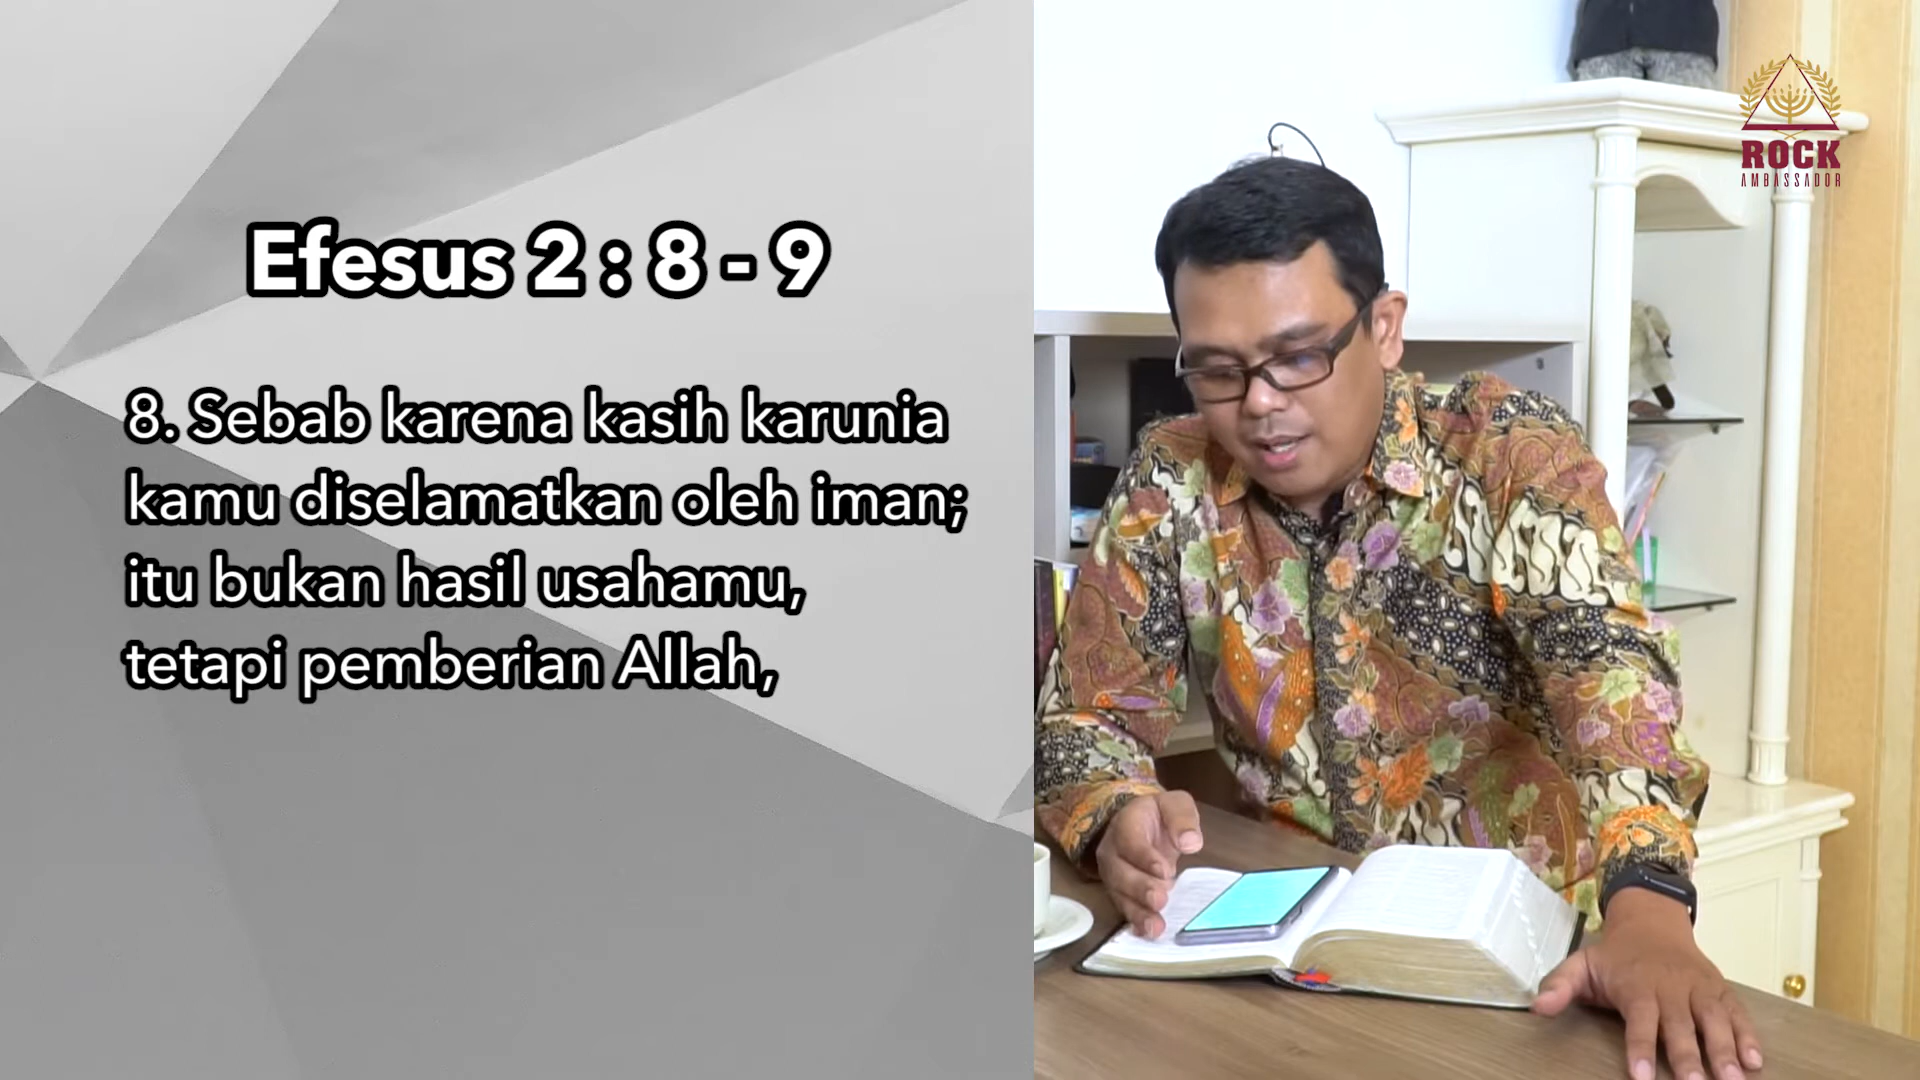 Efesus 2 : 8 - 9
8. Sebab karena kasih karunia
kamu diselamatkan oleh iman;
itu bukan hasil usahamu,
tetapi pemberian Allah,
ROCK
AMBASSADOR